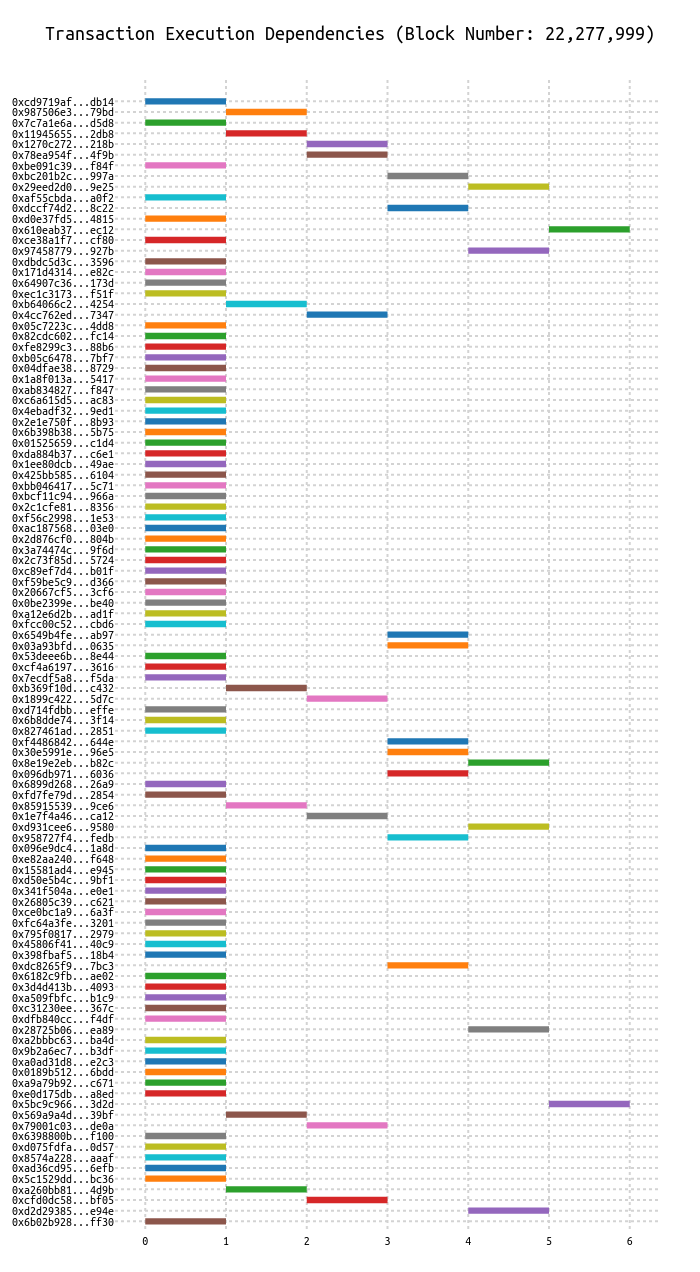 Transaction Execution Dependencies (Block Number: 22,277,999)
0xcd9719af...db14
0x987506e3...79bd
0x7c7a1e6a...d5d8
0x11945655...2db8
0x1270c272...218b
0x78ea954f...4f9b
0xbe091c39...f84f
0xbc201b2c...997a
0x29eed2d0...9e25
0xaf55cbda...a0f2
0xdccf74d2...8c22
0xd0e37fd5...4815
0x610eab37...ec12
0xce38a1f7...cf80
0x97458779...927b
0xdbdc5d3c...3596
0x171d4314...e82c
0x64907c36...173d
0xec1c3173...f51f
0xb64066c2...4254
0x4cc762ed...7347
0x05c7223c...4dd8
0x82cdc602...fc14
0xfe8299c3...88b6
0xb05c6478...7bf7
0x04dfae38...8729
0x1a8f013a...5417
0xab834827...f847
0xc6a615d5...ac83
0x4ebadf32...9ed1
0x2e1e750f...8b93
0x6b398b38...5b75
0x01525659...c1d4
0xda884b37...c6e1
0x1ee80dcb...49ae
0x425bb585...6104
0xbb046417...5c71
0xbcf11c94...966a
0x2c1cfe81...8356
0xf56c2998...1e53
0xac187568...03e0
0x2d876cf0...804b
0x3a74474c...9f6d
0x2c73f85d...5724
0xc89ef7d4...b01f
0xf59be5c9...d366
0x20667cf5...3cf6
0x0be2399e...be40
0xa12e6d2b...ad1f
0xfcc00c52...cbd6
0x6549b4fe...ab97
0x03a93bfd...0635
0x53deee6b...8e44
0xcf4a6197...3616
0x7ecdf5a8...f5da
0xb369f10d...c432
0x1899c422...5d7c
0xd714fdbb...effe
0x6b8dde74...3f14
0x827461ad...2851
0xf4486842...644e
0x30e5991e...96e5
0x8e19e2eb...b82c
0x096db971...6036
0x6899d268...26a9
0xfd7fe79d...2854
0x85915539...9ce6
0x1e7f4a46...ca12
0xd931cee6...9580
0x958727f4...fedb
0x096e9dc4...1a8d
0xe82aa240...f648
0x15581ad4...e945
0xd50e5b4c...9bf1
0x341f504a...e0e1
0x26805c39...c621
0xce0bc1a9...6a3f
0xfc64a3fe...3201
0x795f0817...2979
0x45806f41...40c9
0x398fbaf5...18b4
0xdc8265f9...7bc3
0x6182c9fb...ae02
0x3d4d413b...4093
0xa509fbfc...b1c9
0xc31230ee...367c
0xdfb840cc...f4df
0x28725b06...ea89
0xa2bbbc63...ba4d
0x9b2a6ec7...b3df
0xa0ad31d8...e2c3
0x0189b512...6bdd
0xa9a79b92...c671
0xe0d175db...a8ed
0x5bc9c966...3d2d
0x569a9a4d...39bf
0x79001c03...de0a
0x6398800b...f100
0xd075fdfa...0d57
0x8574a228...aaaf
0xad36cd95...6efb
0x5c1529dd...bc36
0xa260bb81...4d9b
0xcfd0dc58...bf05
0xd2d29385...e94e
0x6b02b928...ff30
0 1 2 3 4 5 6